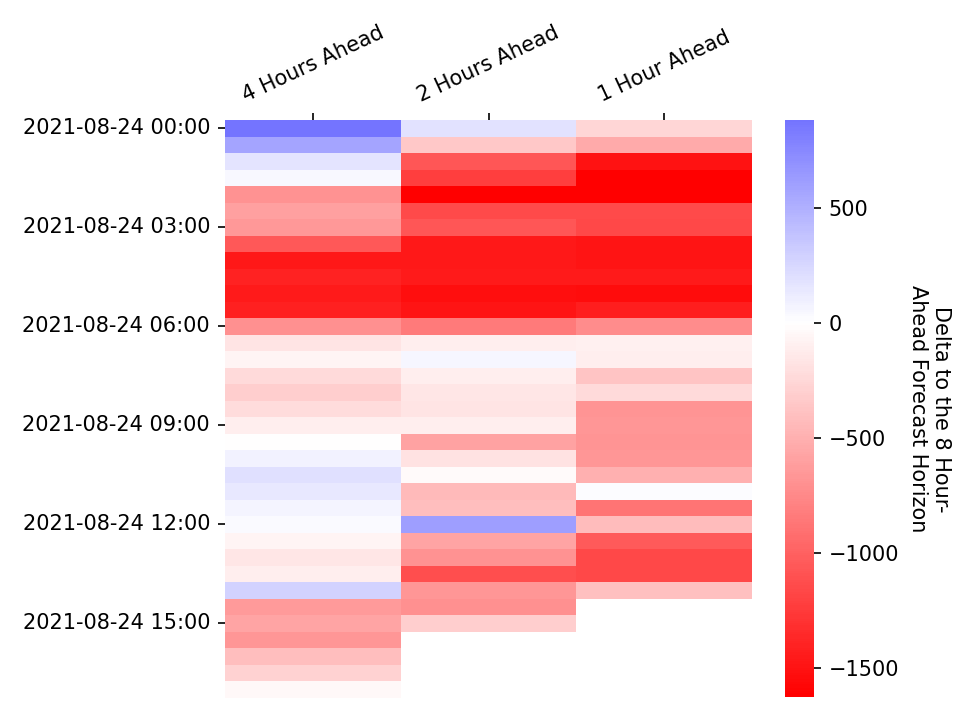 4 Hours Ahead
2 Hours Ahead
1 Hour Ahead
2021-08-24 00:00
2021-08-24 03:00
2021-08-24 06:00
2021-08-24 09:00
2021-08-24 12:00
2021-08-24 15:00
500
0
−500
−1000
−1500
Delta to the 8 Hour-
Ahead Forecast Horizon